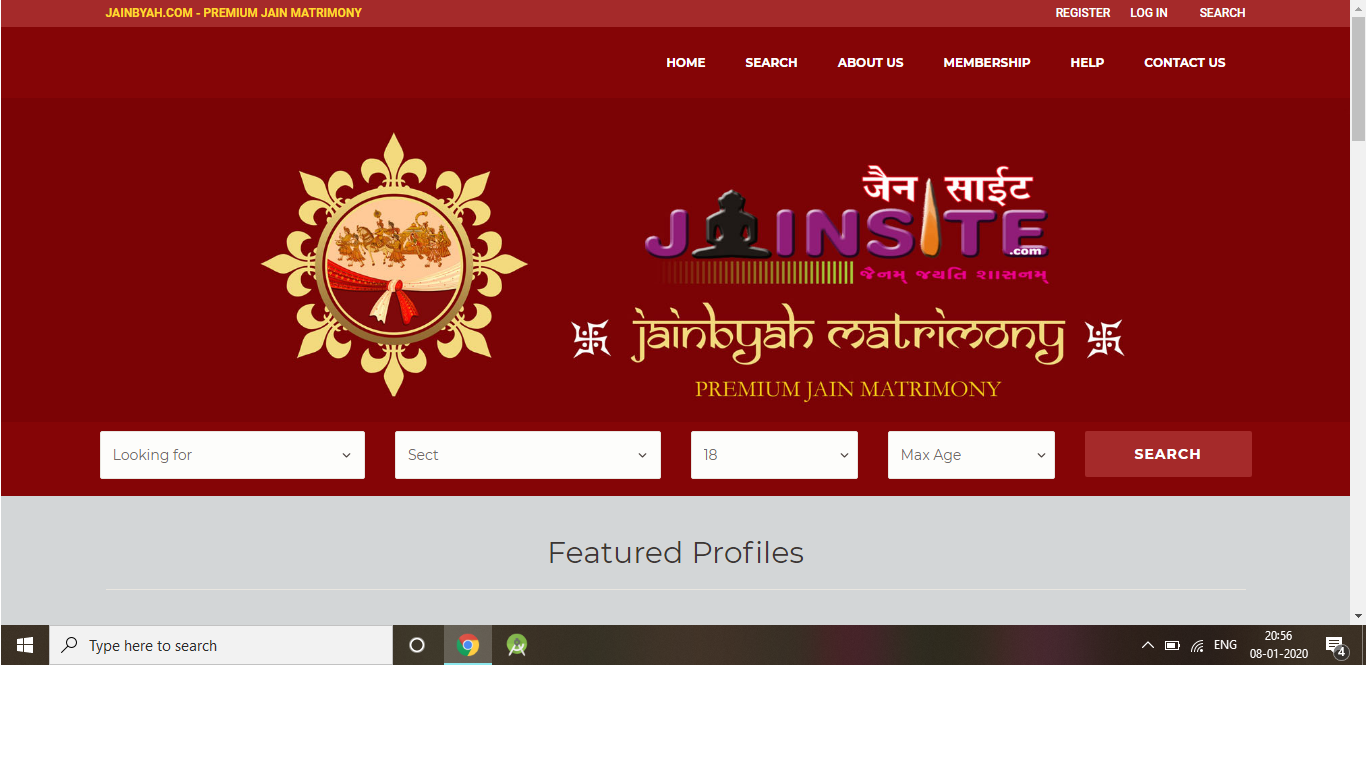 JAINBYAH.COM - PREMIUM JAIN MATRIMONY
REGISTER LOG IN SEARCH
HOME SEARCH ABOUT US MEMBERSHIP HELP CONTACT US
जैन साईट
JAINSITE
.com
જૈનમ્ જયતિ શાસનમ્
jainbyah matrimony
PREMIUM JAIN MATRIMONY
Looking for Sect 18 Max Age SEARCH
Featured Profiles
Type here to search
ENG
20:56
08-01-2020
4